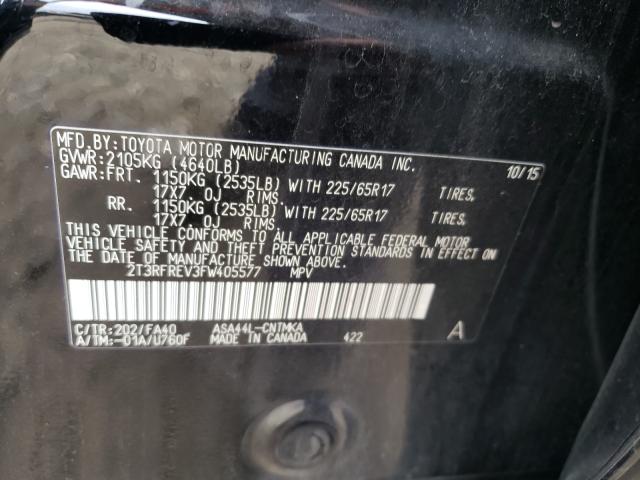 MFD.BY:TOYOTA MOTOR MANUFACTURING CANADA INC.
GVWR:2105KG (4640LB) 10/15
GAWR:FRT. 1150KG (2535LB) WITH 225/65R17 TIRES,
17X7 0J RIMS.
RR. 1150KG (2535LB) WITH 225/65R17 TIRES,
17X7 0J RIMS.
THIS VEHICLE CONFORMS TO ALL APPLICABLE FEDERAL MOTOR
VEHICLE SAFETY AND THEFT PREVENTION STANDARDS IN EFFECT ON
THE DATE OF MANUFACTURE SHOWN ABOVE.
2T3RFREV3FW405577 MPV
C/TR:202/FA40 ASA44L-CNTMKA
A/TM:-01A/U760F MADE IN CANADA 422 A